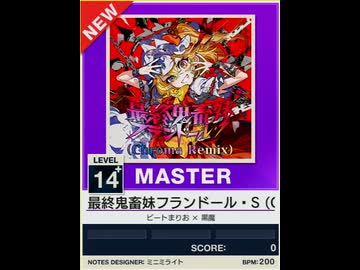 NEW
最終鬼畜妹
フランドール・S
(Chroma Remix)
LEVEL
14+
MASTER
最終鬼畜妹フランドール・S (C
ビートまりお × 黒魔
SCORE: 0
NOTES DESIGNER: ミニミライト BPM: 200